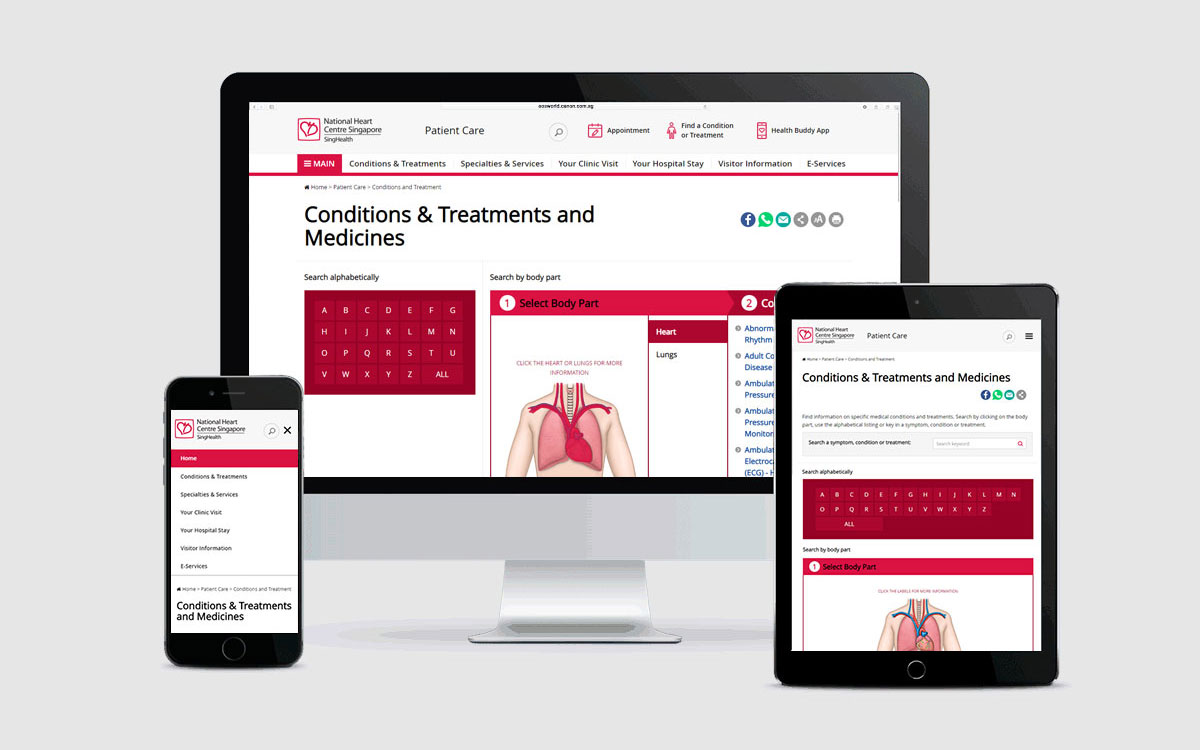 eosworld.canon.com.sg
National Heart
Centre Singapore
SingHealth
Patient Care
Appointment
Find a Condition
or Treatment
Health Buddy App
MAIN
Conditions & Treatments
Specialties & Services
Your Clinic Visit
Your Hospital Stay
Visitor Information
E-Services
Home > Patient Care > Conditions and Treatment
Conditions & Treatments and
Medicines
AA
Search alphabetically
A B C D E F G
H I J K L M N
O P Q R S T U
V W X Y Z ALL
Search by body part
1 Select Body Part
2 Co
CLICK THE HEART OR LUNGS FOR MORE
INFORMATION
Heart
Lungs
Abnorm
Rhythm
Adult Co
Disease
Ambulat
Pressure
Ambulat
Pressure
Monitor
Ambulat
Electroc
(ECG) - H
National Heart
Centre Singapore
SingHealth
Home
Conditions & Treatments
Specialties & Services
Your Clinic Visit
Your Hospital Stay
Visitor Information
E-Services
Home > Patient Care > Conditions and Treatment
Conditions & Treatments
and Medicines
National Heart
Centre Singapore
SingHealth
Patient Care
Home > Patient Care > Conditions and Treatment
Conditions & Treatments and Medicines
Find information on specific medical conditions and treatments. Search by clicking on the body
part, use the alphabetical listing or key in a symptom, condition or treatment.
Search a symptom, condition or treatment:
Search keyword
Search alphabetically
A B C D E F G H I J K L M N
O P Q R S T U V W X Y Z
ALL
Search by body part
1 Select Body Part
CLICK THE LABELS FOR MORE INFORMATION.